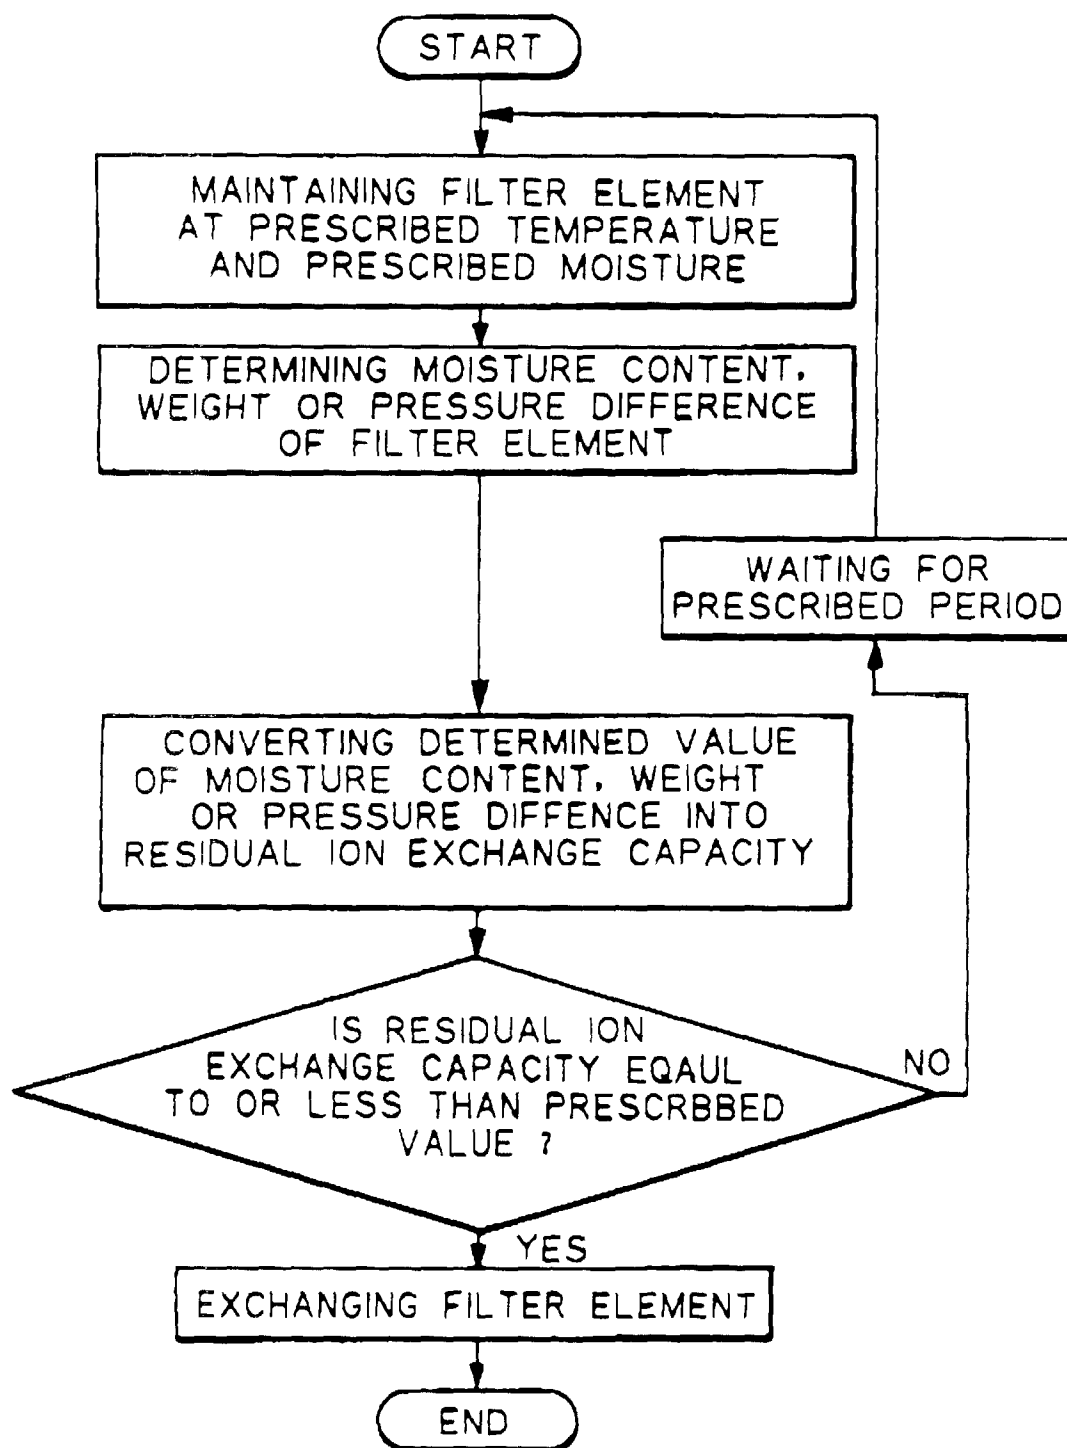 START
MAINTAINING FILTER ELEMENT
AT PRESCRIBED TEMPERATURE
AND PRESCRIBED MOISTURE
DETERMINING MOISTURE CONTENT.
WEIGHT OR PRESSURE DIFFERENCE
OF FILTER ELEMENT
WAITING FOR
PRESCRIBED PERIOD
CONVERTING DETERMINED VALUE
OF MOISTURE CONTENT. WEIGHT
OR PRESSURE DIFFENCE INTO
RESIDUAL ION EXCHANGE CAPACITY
IS RESIDUAL ION
EXCHANGE CAPACITY EQAUL
TO OR LESS THAN PRESCRBBED
VALUE ?
NO
YES
EXCHANGING FILTER ELEMENT
END